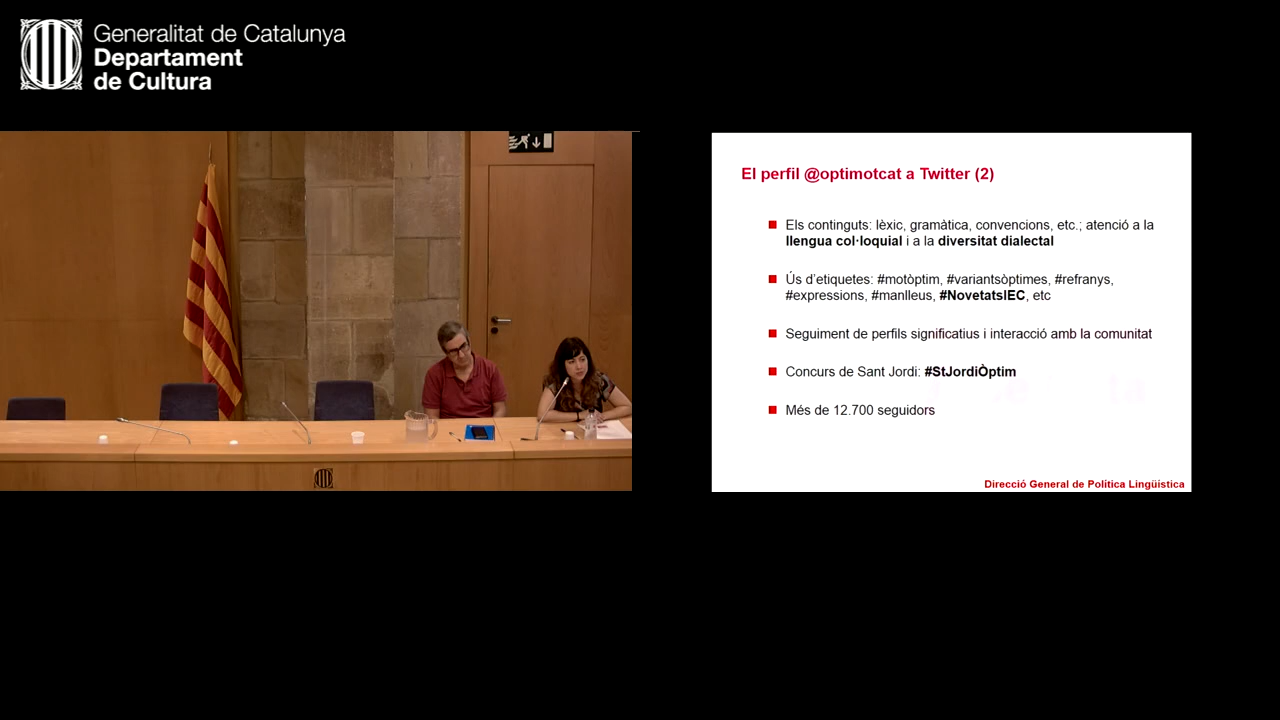 Generalitat de Catalunya
Departament
de Cultura
El perfil @optimotcat a Twitter (2)
Els continguts: lèxic, gramàtica, convencions, etc.; atenció a la
llengua col·loquial i a la diversitat dialectal
Ús d’etiquetes: #motòptim, #variantsòptimes, #refranys,
#expressions, #manlleus, #NovetatsIEC, etc
Seguiment de perfils significatius i interacció amb la comunitat
Concurs de Sant Jordi: #StJordiÒptim
Més de 12.700 seguidors
Direcció General de Política Lingüística